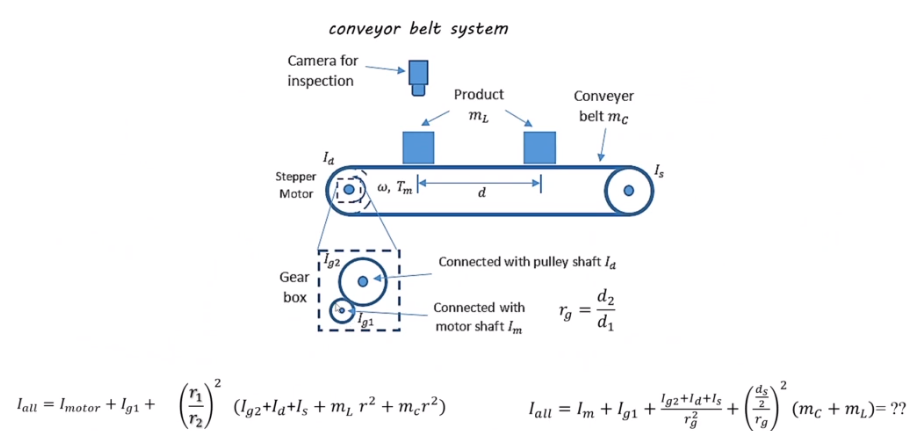 conveyor belt system
Camera for
inspection
Product
m_L
Conveyer
belt m_C
I_d
I_s
Stepper
Motor
ω, T_m
d
I_g2
Connected with pulley shaft I_d
Gear
box
Connected with
motor shaft I_m
I_g1
r_g = d_2/d_1
I_all = I_motor + I_g1 + (r_1/r_2)^2 (I_g2+I_d+I_s + m_L r^2 + m_c r^2)
I_all = I_m + I_g1 + (I_g2+I_d+I_s)/r_g^2 + ((d_s/2)/r_g)^2 (m_C + m_L)= ??